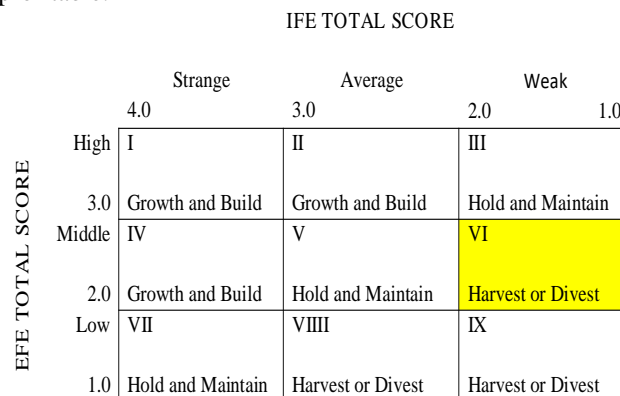 IFE TOTAL SCORE
Strange Average Weak
4.0 3.0 2.0 1.0
High I II III
3.0 Growth and Build Growth and Build Hold and Maintain
Middle IV V VI
2.0 Growth and Build Hold and Maintain Harvest or Divest
Low VII VIIII IX
1.0 Hold and Maintain Harvest or Divest Harvest or Divest
EFE TOTAL SCORE